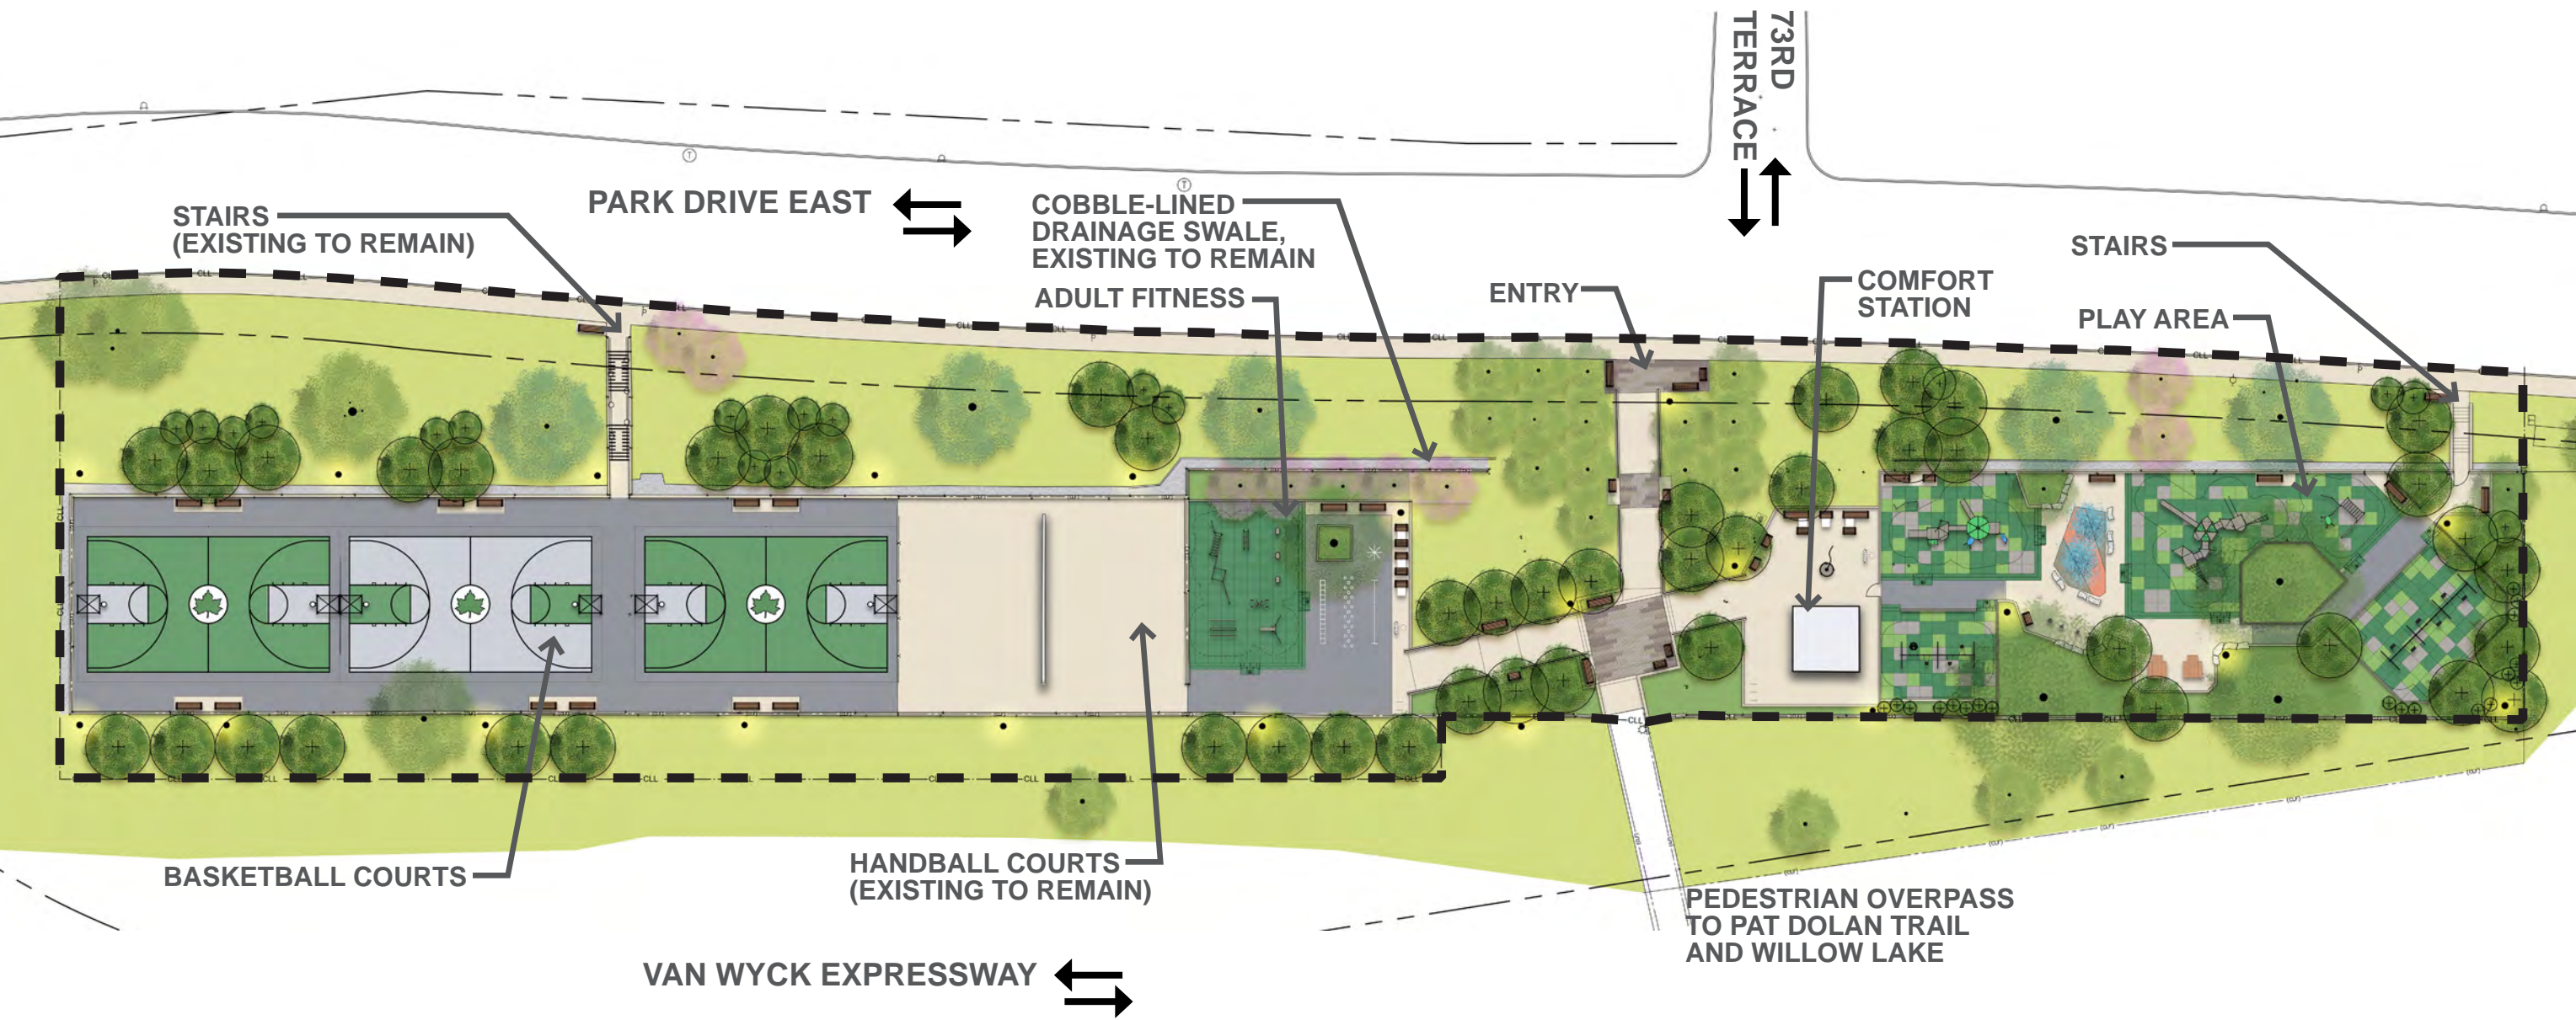 73RD
TERRACE
PARK DRIVE EAST
STAIRS
(EXISTING TO REMAIN)
COBBLE-LINED
DRAINAGE SWALE,
EXISTING TO REMAIN
ADULT FITNESS
ENTRY
COMFORT
STATION
STAIRS
PLAY AREA
BASKETBALL COURTS
HANDBALL COURTS
(EXISTING TO REMAIN)
PEDESTRIAN OVERPASS
TO PAT DOLAN TRAIL
AND WILLOW LAKE
VAN WYCK EXPRESSWAY